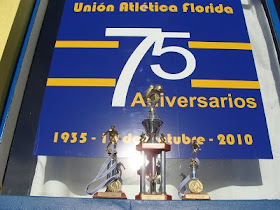 Unión Atlética Florida
75
Aniversarios
1935 - de octubre - 2010